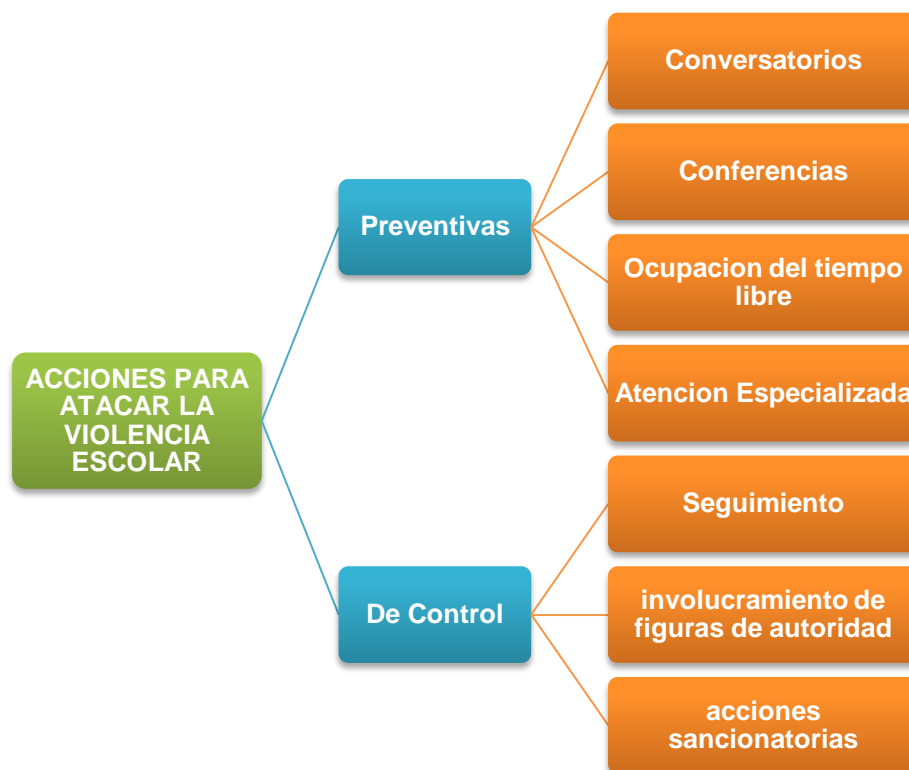 ACCIONES PARA
ATACAR LA
VIOLENCIA
ESCOLAR
Preventivas
Conversatorios
Conferencias
Ocupacion del tiempo
libre
Atencion Especializada
De Control
Seguimiento
involucramiento de
figuras de autoridad
acciones
sancionatorias